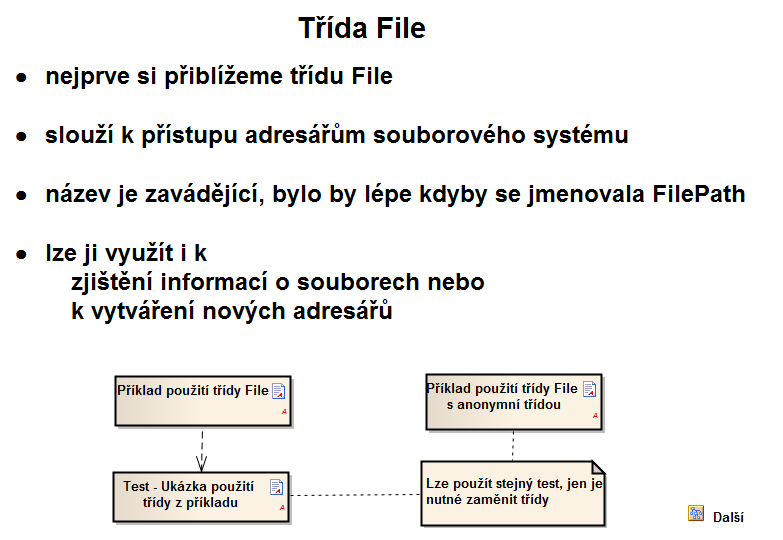 Třída File
● nejprve si přiblížeme třídu File
● slouží k přístupu adresářům souborového systému
● název je zavádějící, bylo by lépe kdyby se jmenovala FilePath
● lze ji využít i k
zjištění informací o souborech nebo
k vytváření nových adresářů
Příklad použití třídy File
A
Příklad použití třídy File
s anonymní třídou
A
Test - Ukázka použití
třídy z příkladu
A
Lze použít stejný test, jen je
nutné zaměnit třídy
Další